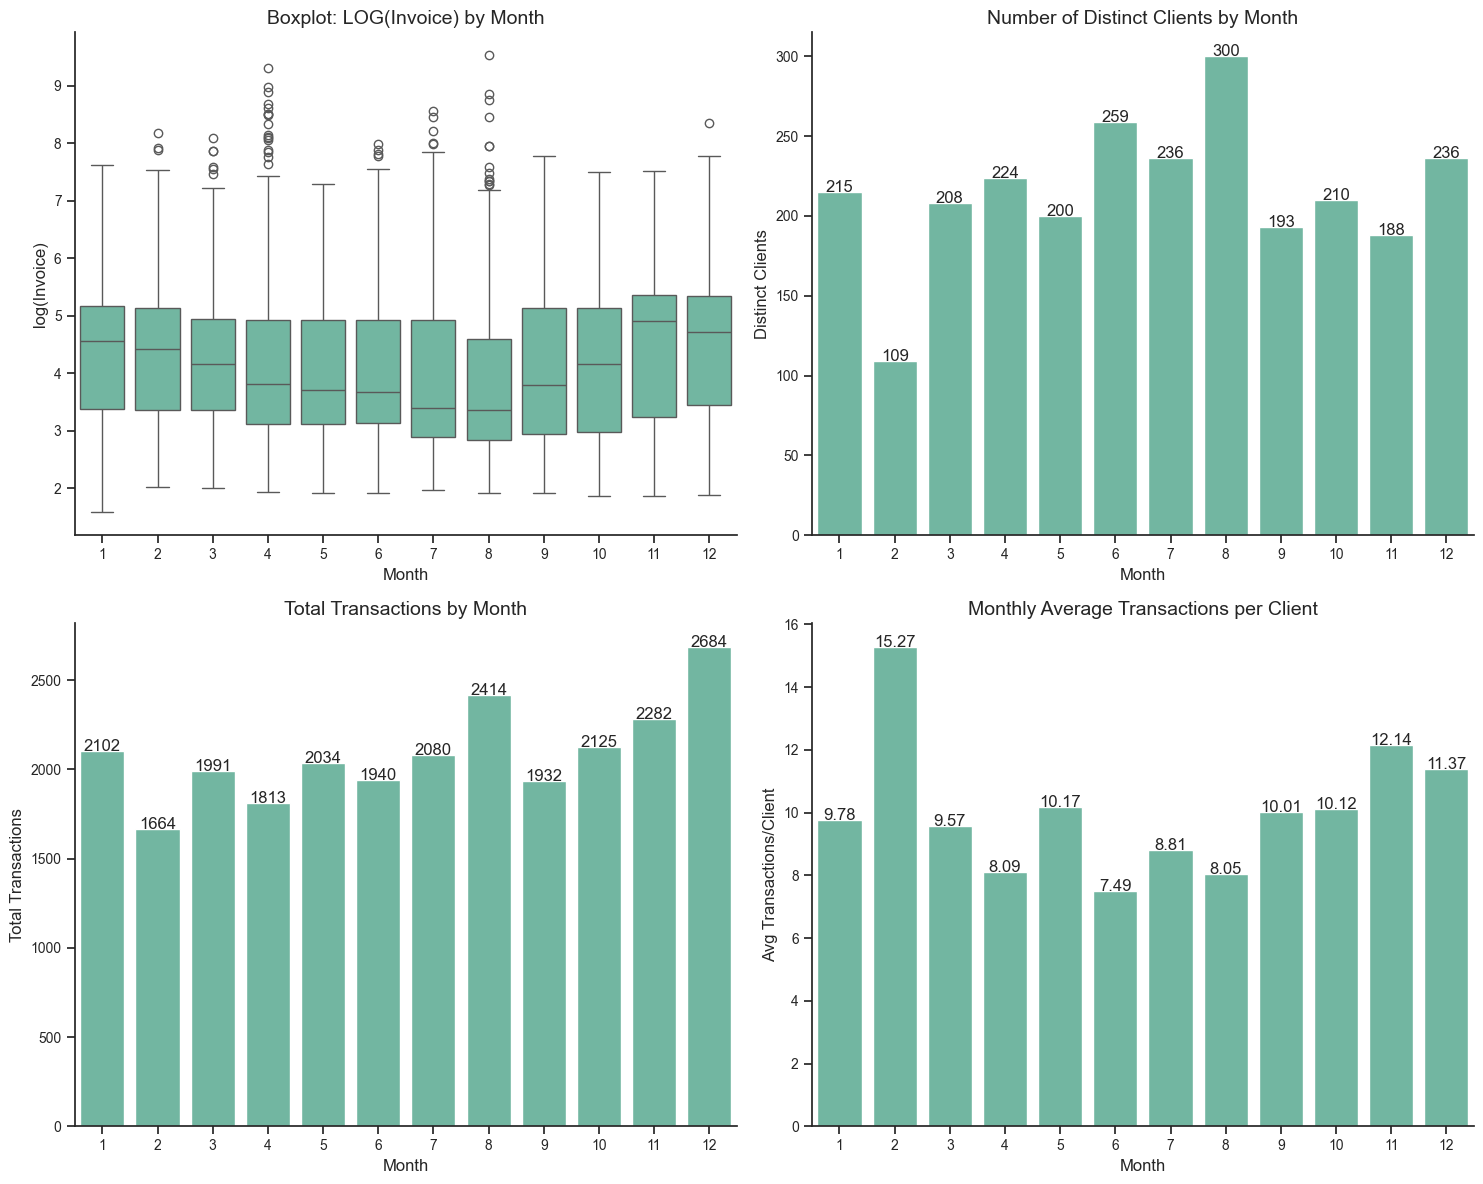 Boxplot: LOG(Invoice) by Month
log(Invoice)
9
8
7
6
5
4
3
2
1 2 3 4 5 6 7 8 9 10 11 12
Month
Number of Distinct Clients by Month
Distinct Clients
300
250
200
150
100
50
0
215 109 208 224 200 259 236 300 193 210 188 236
1 2 3 4 5 6 7 8 9 10 11 12
Month
Total Transactions by Month
Total Transactions
2500
2000
1500
1000
500
0
2102 1664 1991 1813 2034 1940 2080 2414 1932 2125 2282 2684
1 2 3 4 5 6 7 8 9 10 11 12
Month
Monthly Average Transactions per Client
Avg Transactions/Client
16
14
12
10
8
6
4
2
0
9.78 15.27 9.57 8.09 10.17 7.49 8.81 8.05 10.01 10.12 12.14 11.37
1 2 3 4 5 6 7 8 9 10 11 12
Month